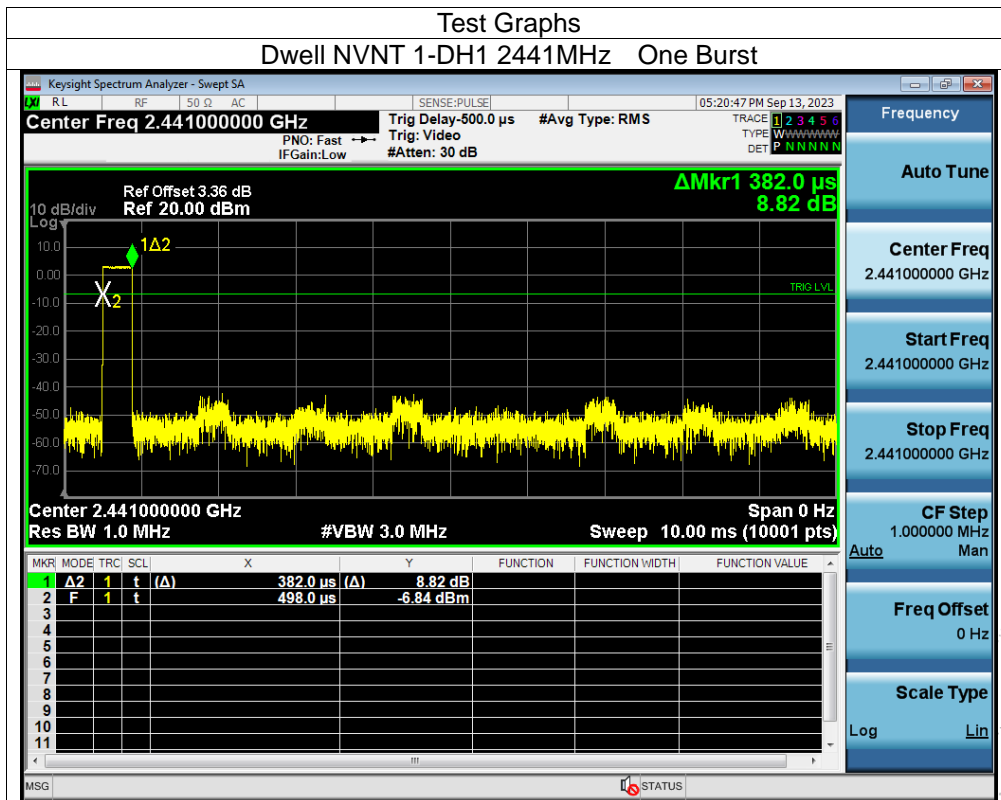 Test Graphs
Dwell NVNT 1-DH1 2441MHz One Burst
Keysight Spectrum Analyzer - Swept SA
LXI RL RF 50 Ω AC SENSE:PULSE 05:20:47 PM Sep 13, 2023
Center Freq 2.441000000 GHz
PNO: Fast
IFGain:Low
Trig Delay-500.0 µs
Trig: Video
#Atten: 30 dB
#Avg Type: RMS
TRACE 1 2 3 4 5 6
TYPE WWWWWW
DET P N N N N N
ΔMkr1 382.0 µs
8.82 dB
Ref Offset 3.36 dB
10 dB/div Ref 20.00 dBm
Log
10.0
0.00
-10.0
-20.0
-30.0
-40.0
-50.0
-60.0
-70.0
1Δ2
X2
TRIG LVL
Center 2.441000000 GHz Span 0 Hz
Res BW 1.0 MHz #VBW 3.0 MHz Sweep 10.00 ms (10001 pts)
MKR MODE TRC SCL X Y FUNCTION FUNCTION WIDTH FUNCTION VALUE
1 Δ2 1 t (Δ) 382.0 µs (Δ) 8.82 dB
2 F 1 t 498.0 µs -6.84 dBm
3
4
5
6
7
8
9
10
11
MSG STATUS
Frequency
Auto Tune
Center Freq
2.441000000 GHz
Start Freq
2.441000000 GHz
Stop Freq
2.441000000 GHz
CF Step
1.000000 MHz
Auto Man
Freq Offset
0 Hz
Scale Type
Log Lin